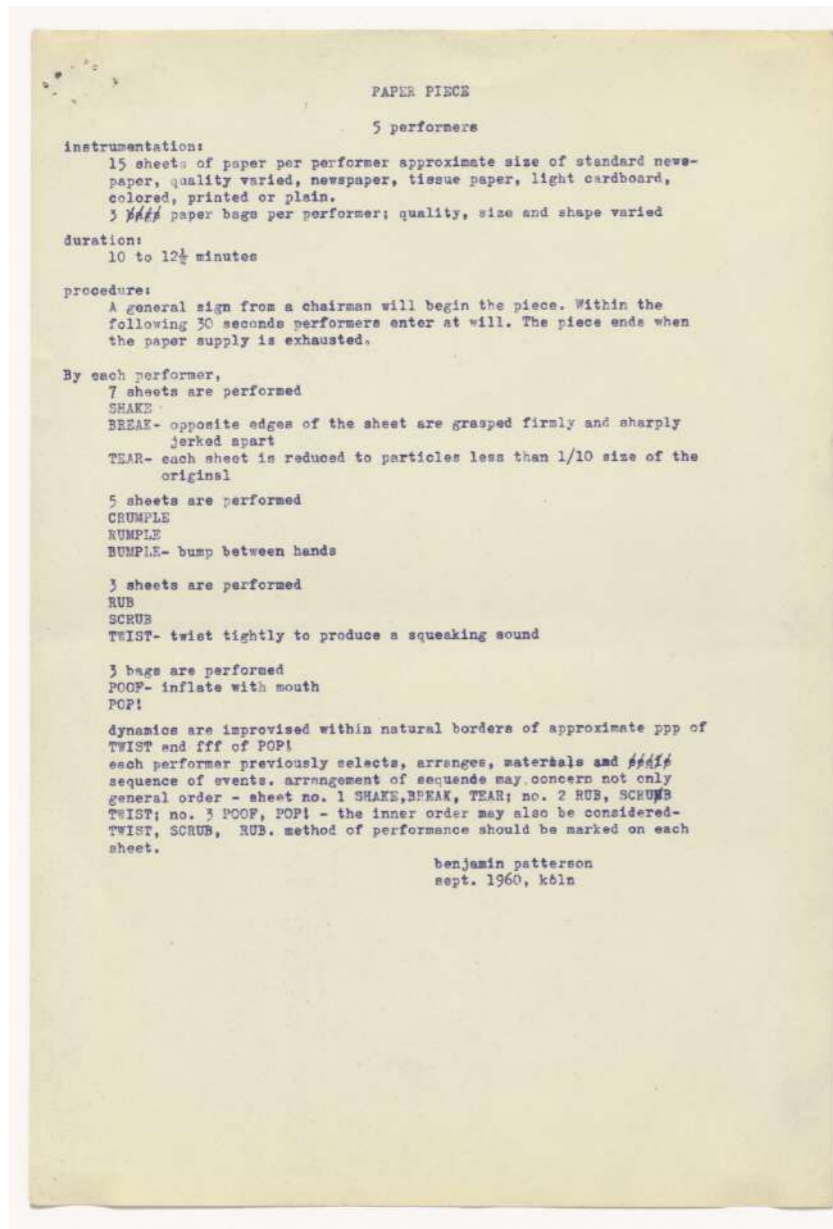 PAPER PIECE
5 performers
instrumentation:
15 sheets of paper per performer approximate size of standard news-
paper, quality varied, newspaper, tissue paper, light cardboard,
colored, printed or plain.
3 paper bags per performer; quality, size and shape varied
duration:
10 to 12½ minutes
procedure:
A general sign from a chairman will begin the piece. Within the
following 30 seconds performers enter at will. The piece ends when
the paper supply is exhausted.
By each performer,
7 sheets are performed
SHAKE
BREAK- opposite edges of the sheet are grasped firmly and sharply
jerked apart
TEAR- each sheet is reduced to particles less than 1/10 size of the
original
5 sheets are performed
CRUMPLE
RUMPLE
BUMPLE- bump between hands
3 sheets are performed
RUB
SCRUB
TWIST- twist tightly to produce a squeaking sound
3 bags are performed
POOF- inflate with mouth
POP!
dynamics are improvised within natural borders of approximate ppp of
TWIST and fff of POP!
each performer previously selects, arranges, materials and
sequence of events. arrangement of sequence may concern not only
general order - sheet no. 1 SHAKE,BREAK, TEAR; no. 2 RUB, SCRUB
TWIST; no. 3 POOF, POP! - the inner order may also be considered-
TWIST, SCRUB, RUB. method of performance should be marked on each
sheet.
benjamin patterson
sept. 1960, köln